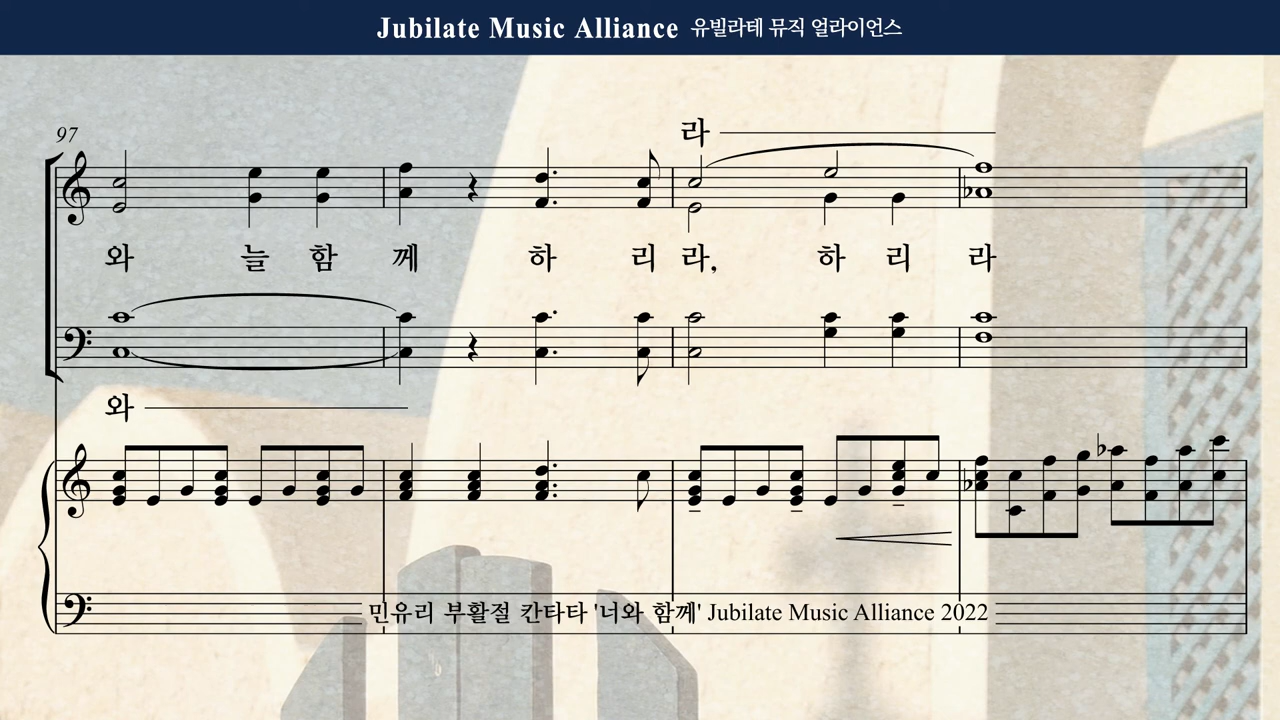 Jubilate Music Alliance 유빌라테 뮤직 얼라이언스
97
라
와 늘 함 께 하 리 라, 하 리 라
와
민유리 부활절 칸타타 '너와 함께' Jubilate Music Alliance 2022